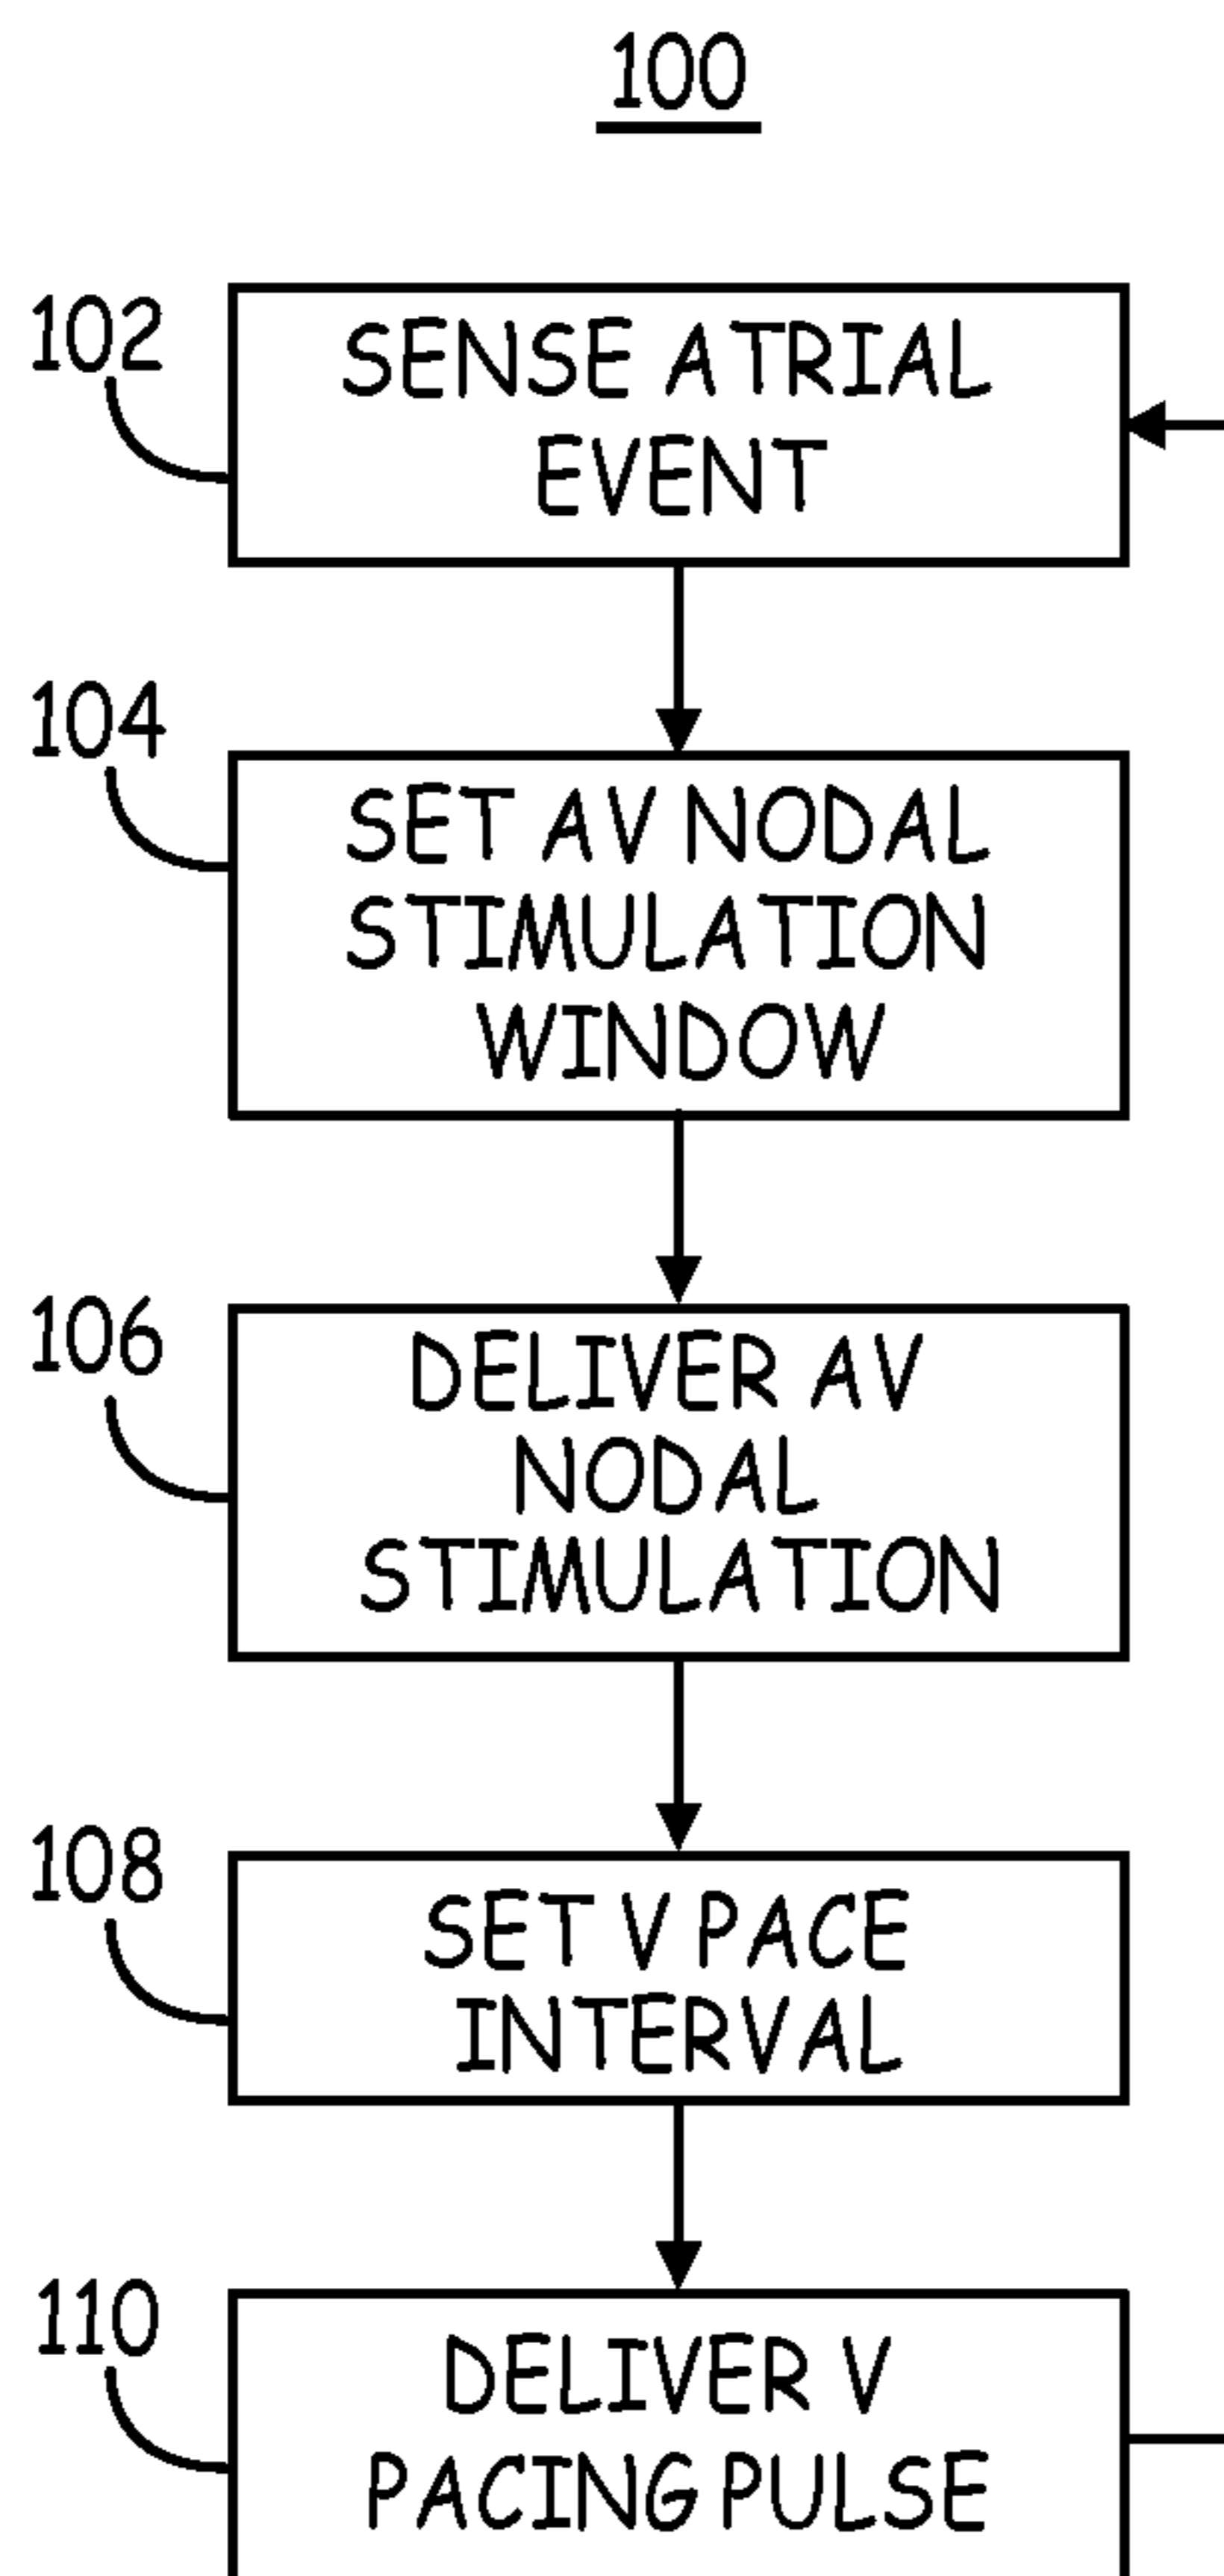 100
102
SENSE ATRIAL
EVENT
104
SET AV NODAL
STIMULATION
WINDOW
106
DELIVER AV
NODAL
STIMULATION
108
SET V PACE
INTERVAL
110
DELIVER V
PACING PULSE